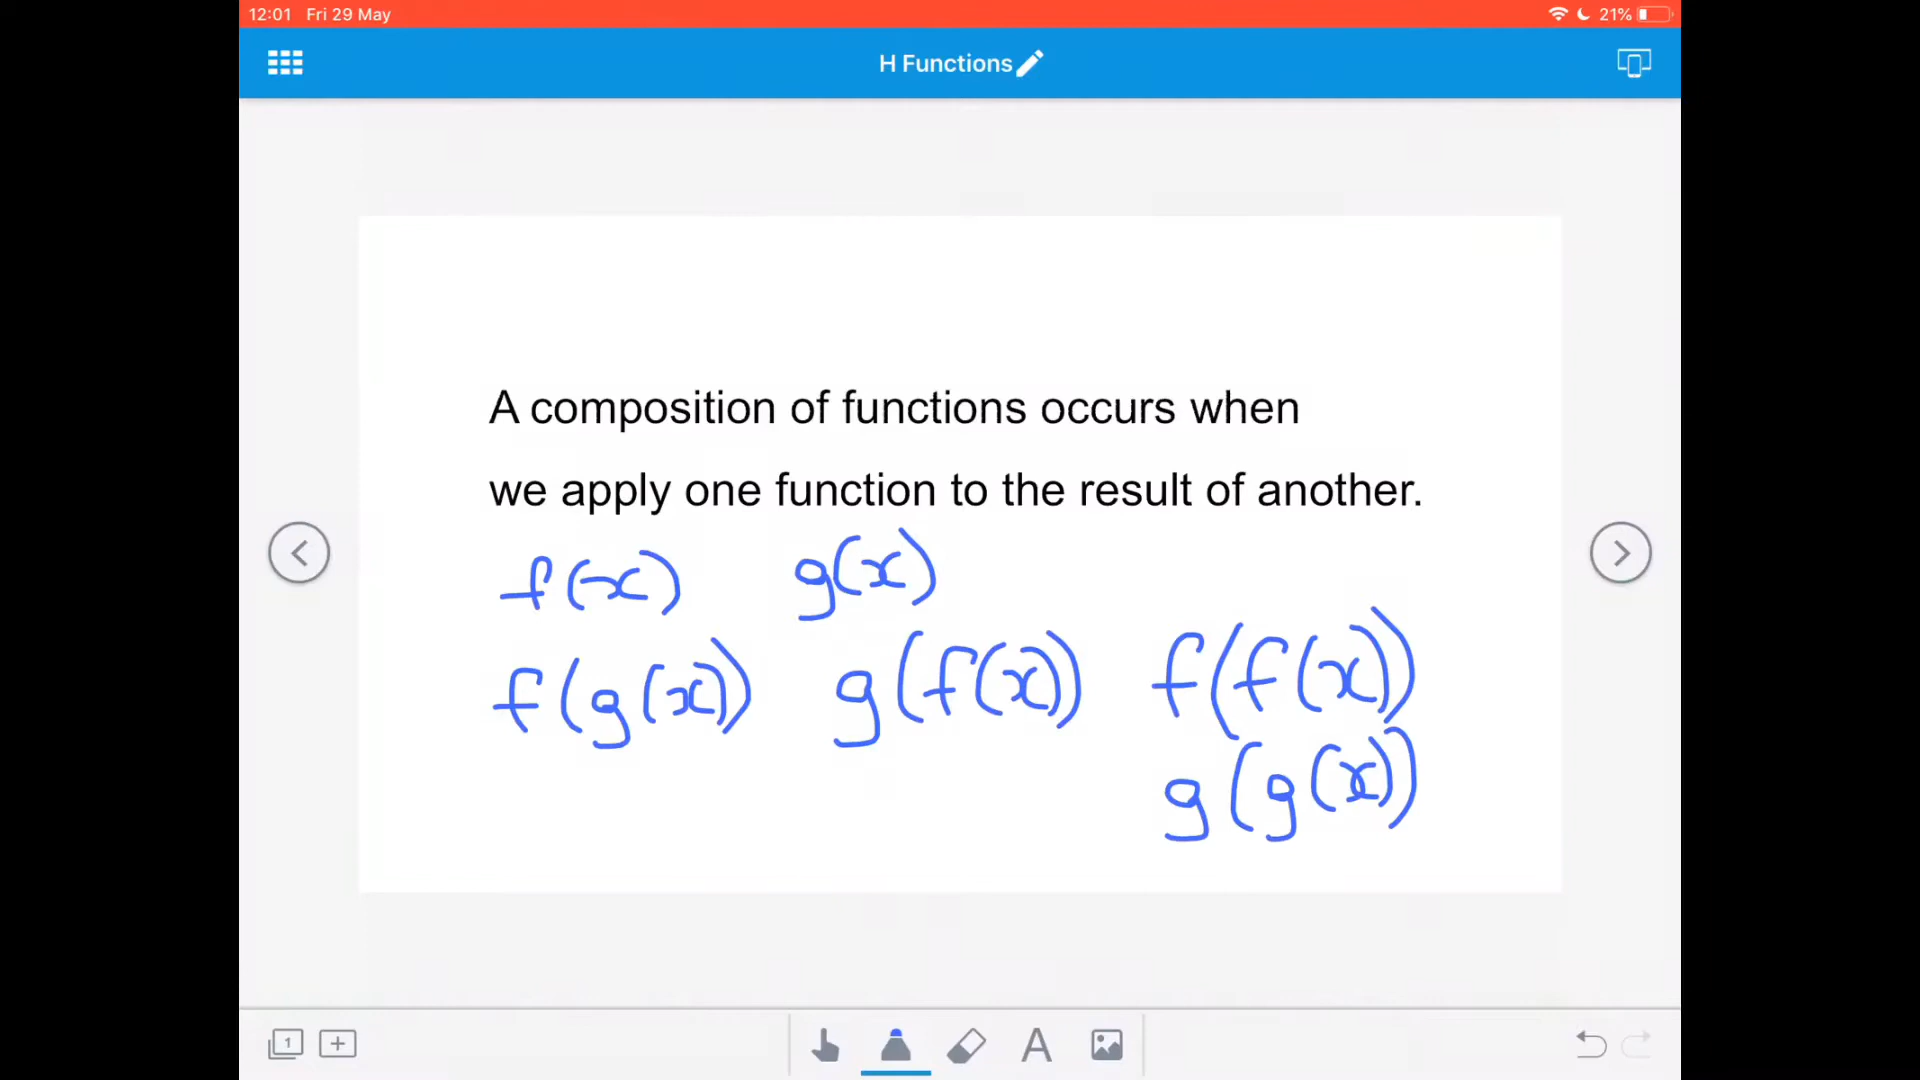 12:01 Fri 29 May 21%
H Functions
A composition of functions occurs when
we apply one function to the result of another.
f(x) g(x)
f(g(x)) g(f(x)) f(f(x))
g(g(x))
1 A